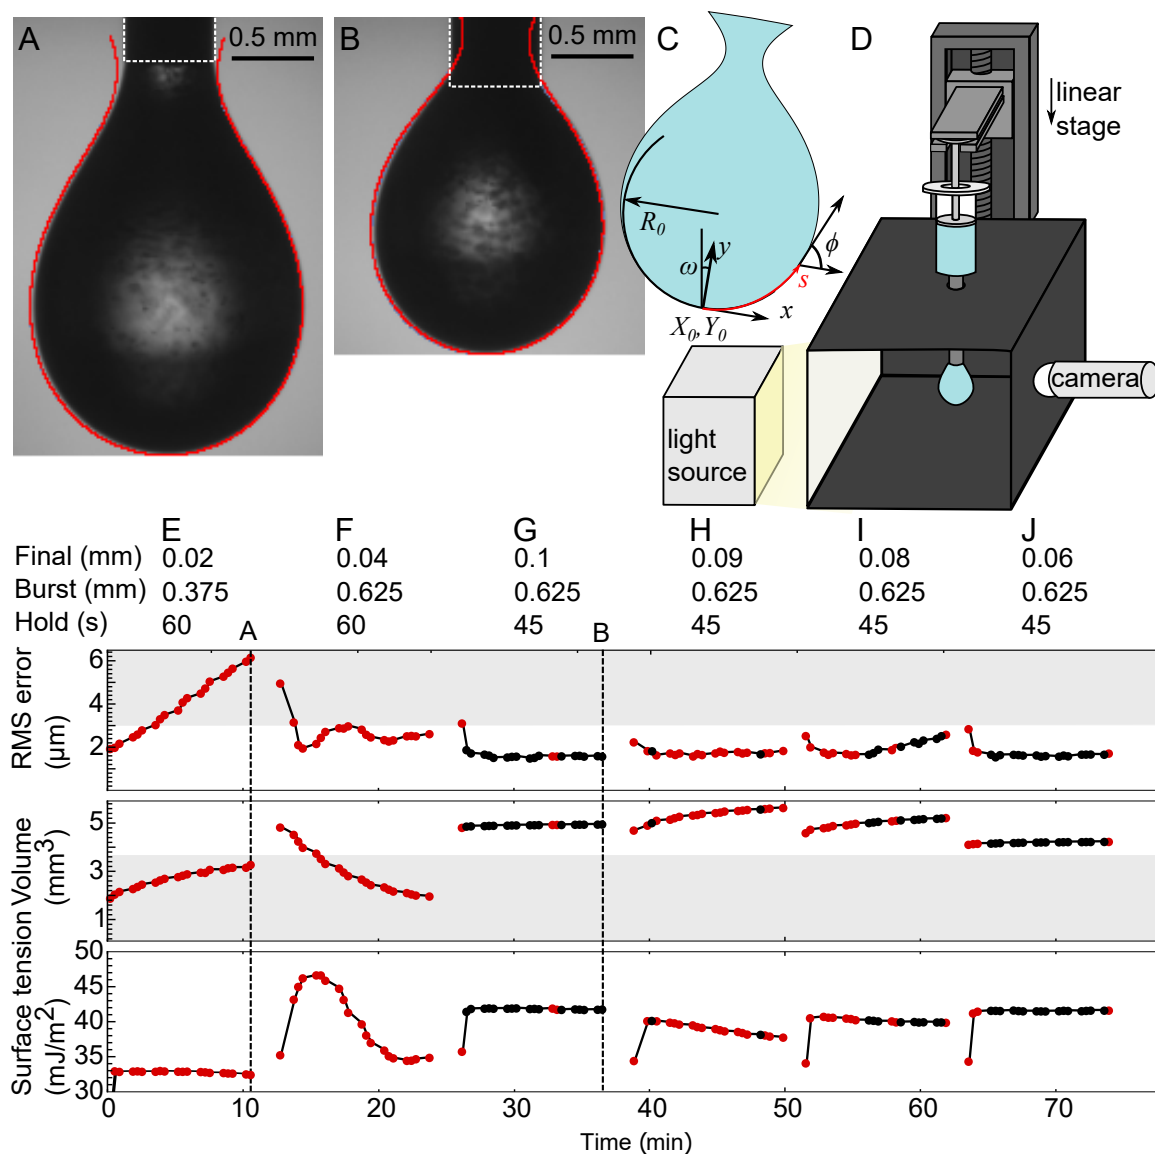 A
0.5 mm
B
0.5 mm
C
D
linear
stage
R0
ω
y
ϕ
s
x
X0, Y0
camera
light
source
E F G H I J
Final (mm) 0.02 0.04 0.1 0.09 0.08 0.06
Burst (mm) 0.375 0.625 0.625 0.625 0.625 0.625
Hold (s) 60 60 45 45 45 45
A B
RMS error
(μm)
6
4
2
Volume
(mm³)
5
3
1
Surface tension
(mJ/m²)
50
45
40
35
30
0 10 20 30 40 50 60 70
Time (min)